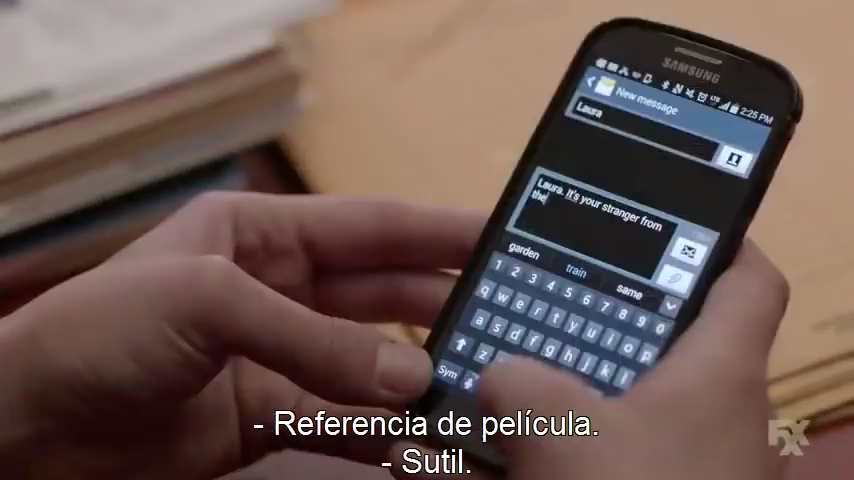 SAMSUNG
2:25 PM
New message
Laura
Laura. It's your stranger from
the
garden train same
1 2 3 4 5 6 7 8 9 0
q w e r t y u i o p
a s d f g h j k l
z
Sym
- Referencia de película.
- Sutil.
FXX